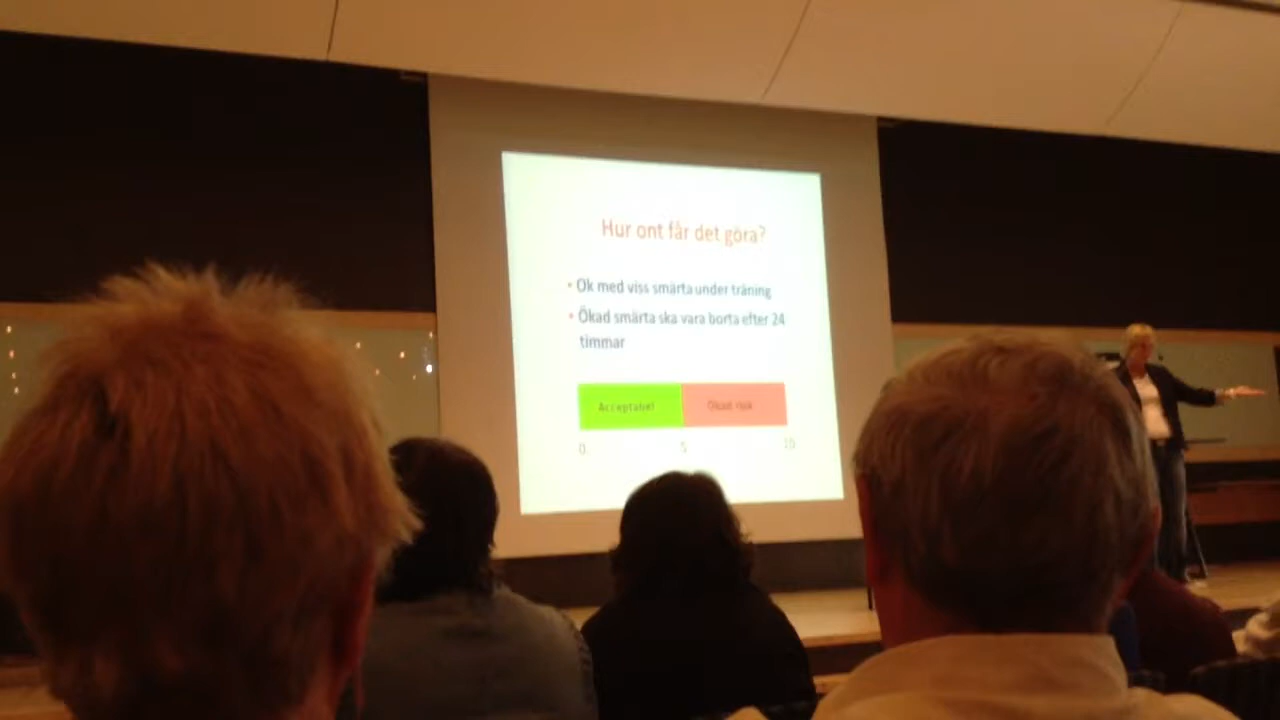 Hur ont får det göra?
• Ok med viss smärta under träning
• Ökad smärta ska vara borta efter 24
timmar
Acceptabel Ökad risk
0 5 10